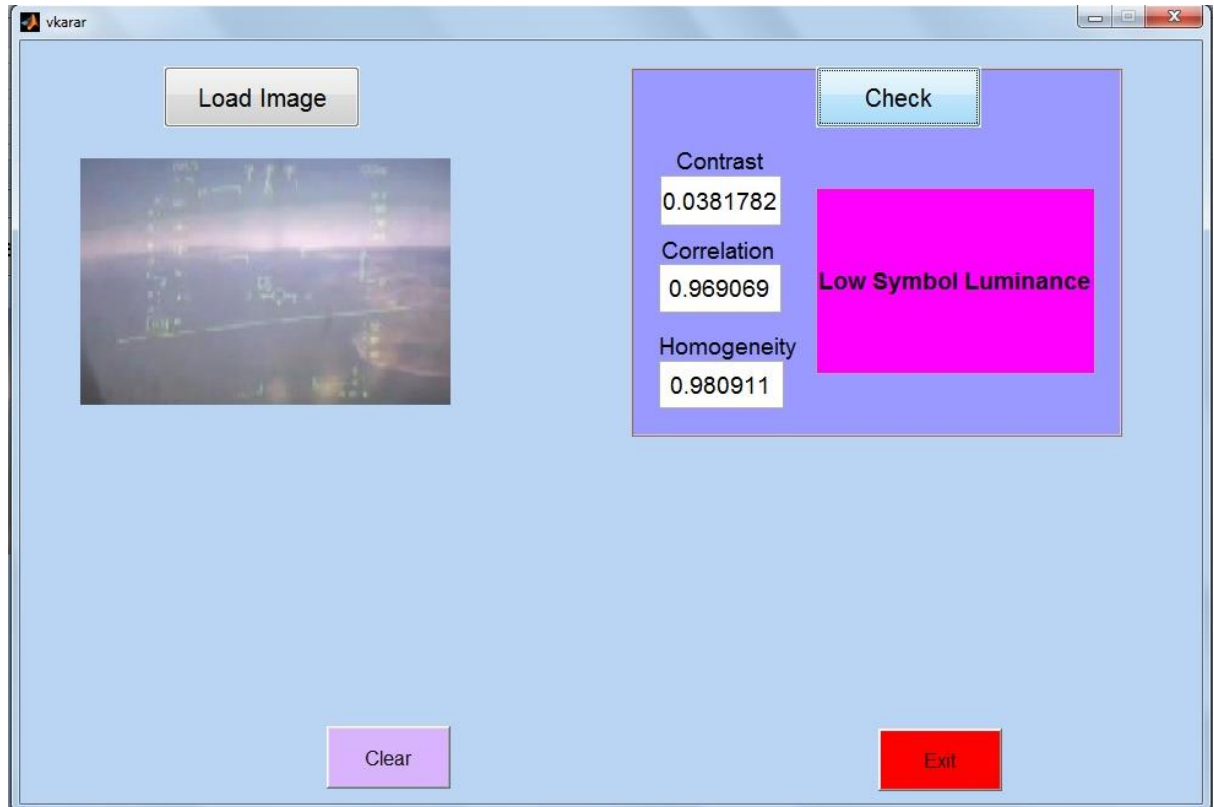 vkarar
Load Image
Check
Contrast
0.0381782
Correlation
0.969069
Low Symbol Luminance
Homogeneity
0.980911
Clear
Exit